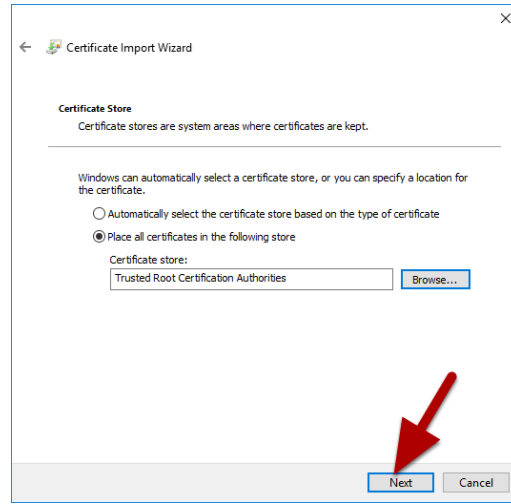 Certificate Import Wizard
Certificate Store
Certificate stores are system areas where certificates are kept.
Windows can automatically select a certificate store, or you can specify a location for
the certificate.
Automatically select the certificate store based on the type of certificate
Place all certificates in the following store
Certificate store:
Trusted Root Certification Authorities
Browse...
Next
Cancel